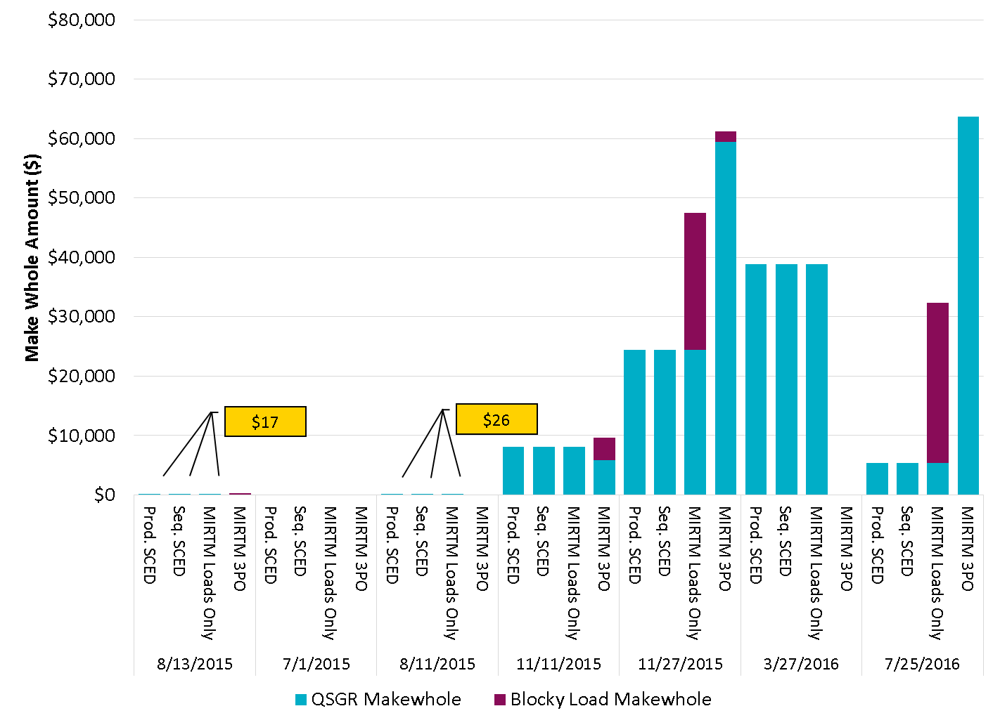 $80,000
$70,000
$60,000
$50,000
$40,000
$30,000
$20,000
$10,000
$0
Make Whole Amount ($)
$17
$26
Prod. SCED
Seq. SCED
MIRTM Loads Only
MIRTM 3PO
Prod. SCED
Seq. SCED
MIRTM Loads Only
MIRTM 3PO
Prod. SCED
Seq. SCED
MIRTM Loads Only
MIRTM 3PO
Prod. SCED
Seq. SCED
MIRTM Loads Only
MIRTM 3PO
Prod. SCED
Seq. SCED
MIRTM Loads Only
MIRTM 3PO
Prod. SCED
Seq. SCED
MIRTM Loads Only
MIRTM 3PO
Prod. SCED
Seq. SCED
MIRTM Loads Only
MIRTM 3PO
8/13/2015
7/1/2015
8/11/2015
11/11/2015
11/27/2015
3/27/2016
7/25/2016
QSGR Makewhole
Blocky Load Makewhole